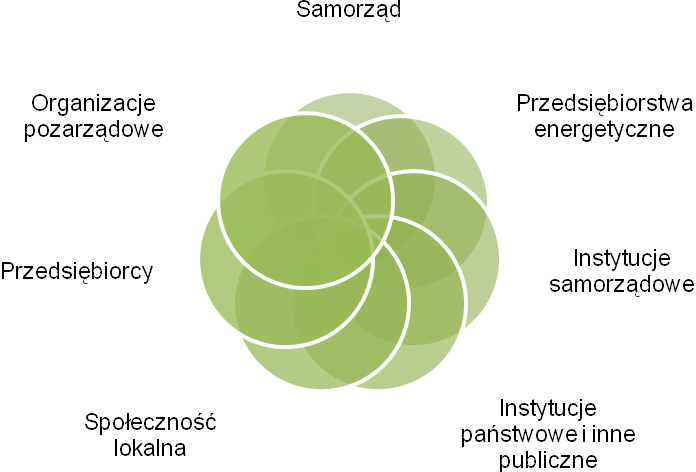 Samorząd
Organizacje
pozarządowe
Przedsiębiorstwa
energetyczne
Przedsiębiorcy
Instytucje
samorządowe
Społeczność
lokalna
Instytucje
państwowe i inne
publiczne